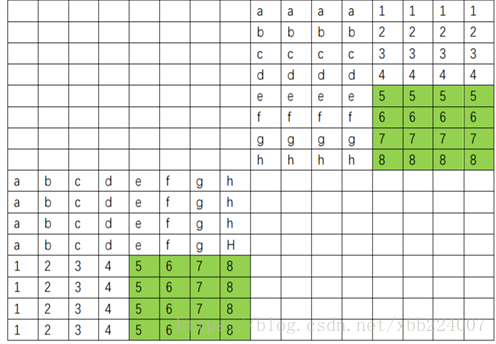 a a a a 1 1 1 1
b b b b 2 2 2 2
c c c c 3 3 3 3
d d d d 4 4 4 4
e e e e 5 5 5 5
f f f f 6 6 6 6
g g g g 7 7 7 7
h h h h 8 8 8 8
a b c d e f g h
a b c d e f g h
a b c d e f g h
a b c d e f g H
1 2 3 4 5 6 7 8
1 2 3 4 5 6 7 8
1 2 3 4 5 6 7 8
https://blog.csdn.net/xbb224007
1 2 3 4 5 6 7 8